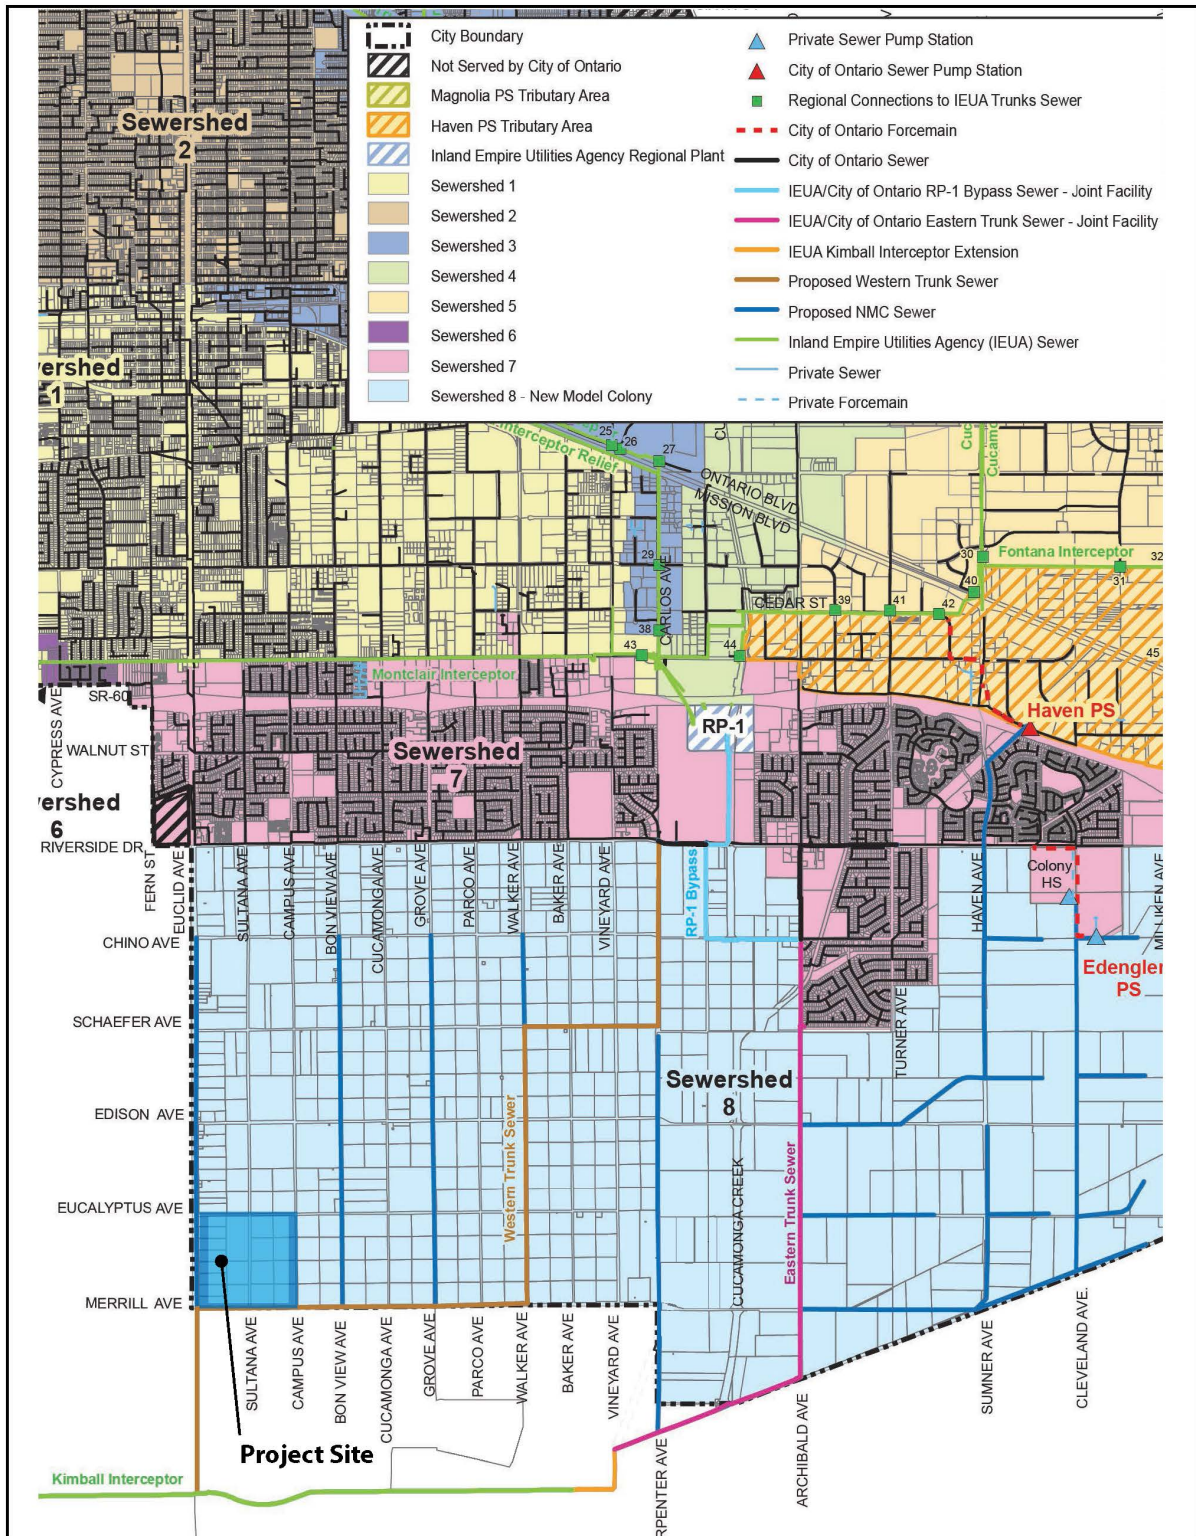 City Boundary
Not Served by City of Ontario
Magnolia PS Tributary Area
Haven PS Tributary Area
Inland Empire Utilities Agency Regional Plant
Sewershed 1
Sewershed 2
Sewershed 3
Sewershed 4
Sewershed 5
Sewershed 6
Sewershed 7
Sewershed 8 - New Model Colony
Private Sewer Pump Station
City of Ontario Sewer Pump Station
Regional Connections to IEUA Trunks Sewer
City of Ontario Forcemain
City of Ontario Sewer
IEUA/City of Ontario RP-1 Bypass Sewer - Joint Facility
IEUA/City of Ontario Eastern Trunk Sewer - Joint Facility
IEUA Kimball Interceptor Extension
Proposed Western Trunk Sewer
Proposed NMC Sewer
Inland Empire Utilities Agency (IEUA) Sewer
Private Sewer
Private Forcemain
Sewershed
2
ershed
1
25
26
27
Interceptor Relief
CU
Cuc
Cucamo
ONTARIO BLVD
MISSION BLVD
29
30
Fontana Interceptor
32
31
CARLOS AVE
CEDAR ST
39
41
42
40
38
43
44
45
Montclair Interceptor
SR-60
CYPRESS AVE
WALNUT ST
Sewershed
7
RP-1
Haven PS
ershed
6
RIVERSIDE DR
FERN ST
EUCLID AVE
SULTANA AVE
CAMPUS AVE
BON VIEW AVE
CUCAMONGA AVE
GROVE AVE
PARCO AVE
WALKER AVE
BAKER AVE
VINEYARD AVE
RP-1 Bypass
HAVEN AVE
Colony
HS
MILLIKEN AVE
CHINO AVE
Edengler
PS
SCHAEFER AVE
TURNER AVE
Sewershed
8
EDISON AVE
Western Trunk Sewer
CUCAMONGA CREEK
Eastern Trunk Sewer
EUCALYPTUS AVE
MERRILL AVE
SULTANA AVE
CAMPUS AVE
BON VIEW AVE
CUCAMONGA AVE
GROVE AVE
PARCO AVE
WALKER AVE
BAKER AVE
VINEYARD AVE
RPENTER AVE
ARCHIBALD AVE
SUMNER AVE
CLEVELAND AVE.
Project Site
Kimball Interceptor